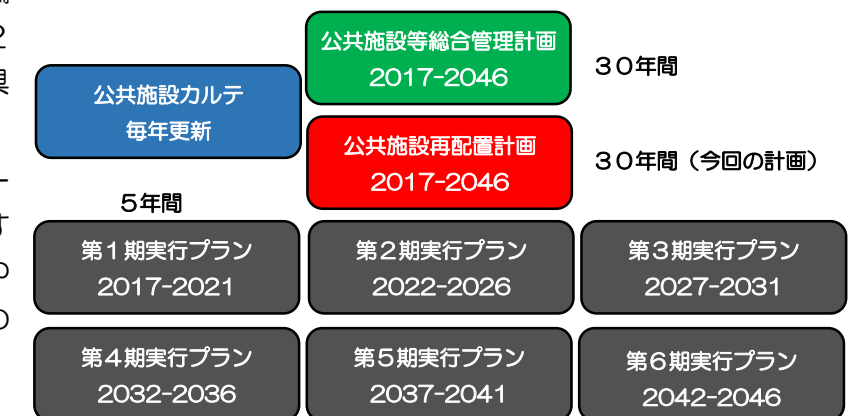 公共施設等総合管理計画
2017-2046
30年間
公共施設カルテ
毎年更新
公共施設再配置計画
2017-2046
30年間(今回の計画)
5年間
第1期実行プラン
2017-2021
第2期実行プラン
2022-2026
第3期実行プラン
2027-2031
第4期実行プラン
2032-2036
第5期実行プラン
2037-2041
第6期実行プラン
2042-2046